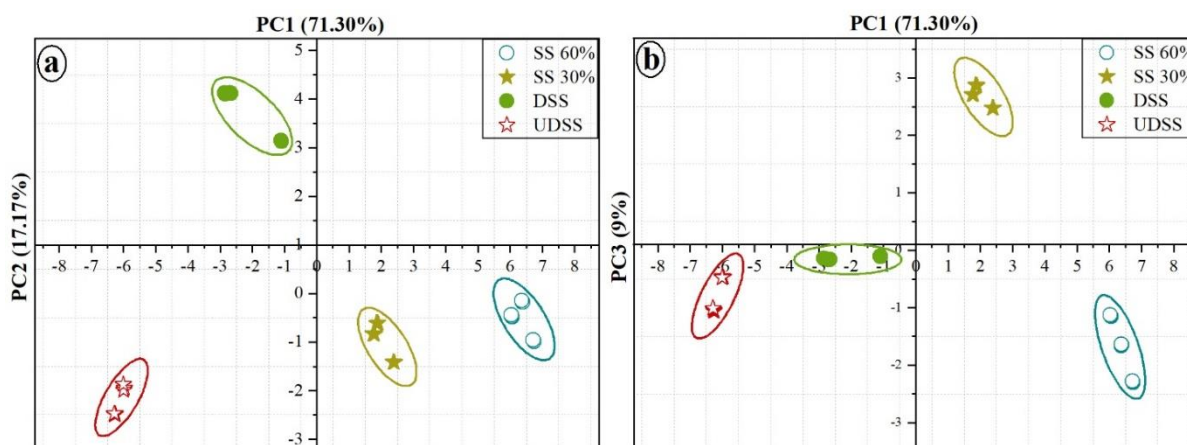 PC1 (71.30%)
a
SS 60%
SS 30%
DSS
UDSS
5
4
3
2
1
-8 -7 -6 -5 -4 -3 -2 -1 0 1 2 3 4 5 6 7 8
0
-1
-2
-3
PC2 (17.17%)
PC1 (71.30%)
b
SS 60%
SS 30%
DSS
UDSS
3
2
1
0
-8 -7 -6 -5 -4 -3 -2 -1 0 1 2 3 4 5 6 7 8
-1
-2
-3
PC3 (9%)